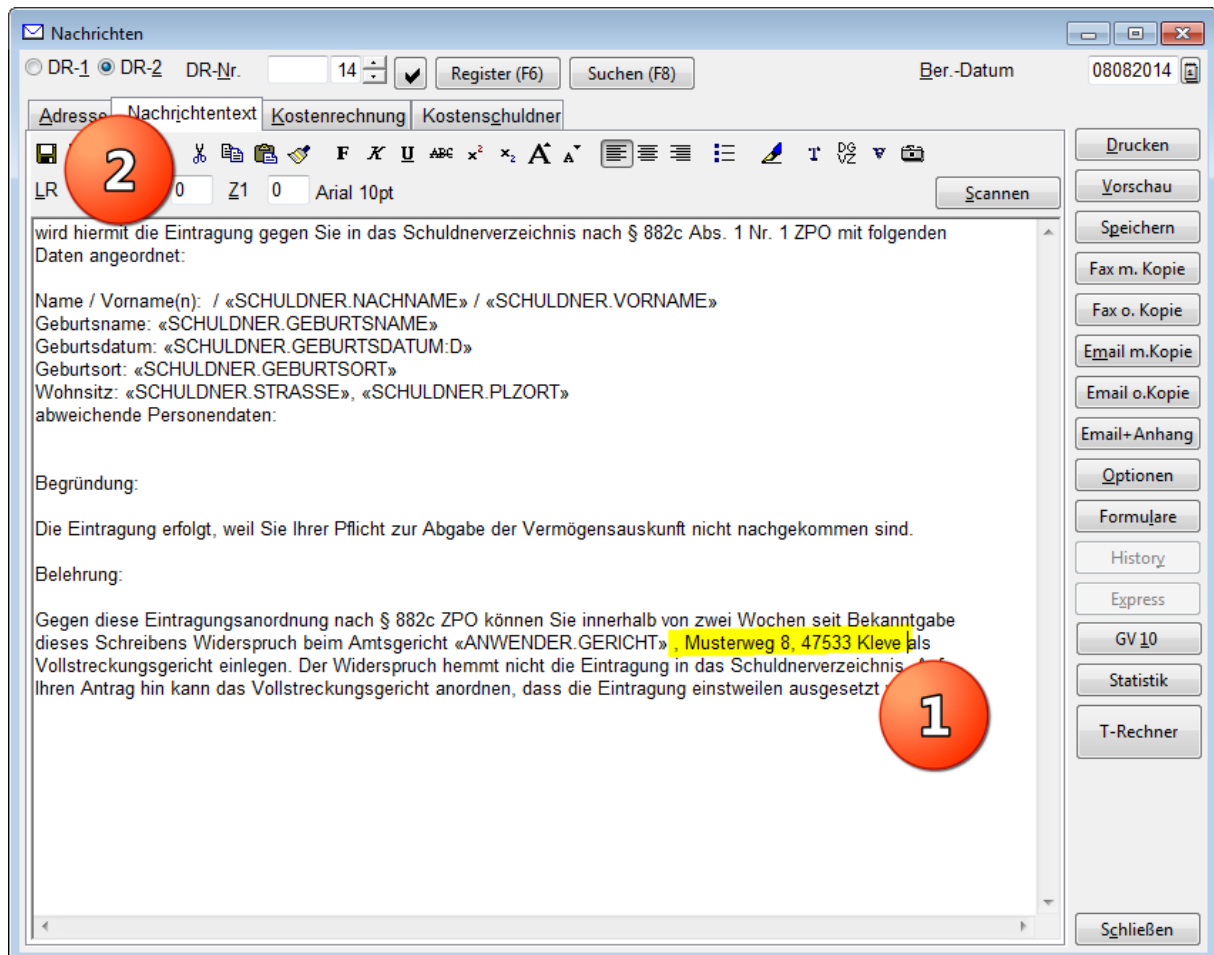 Nachrichten
DR-1 DR-2 DR-Nr. 14 Register (F6) Suchen (F8) Ber.-Datum 08082014
Adresse Nachrichtentext Kostenrechnung Kostenschuldner
F K U ABC x² x₂ A A T DG VZ
LR 0 Z1 0 Arial 10pt Scannen
wird hiermit die Eintragung gegen Sie in das Schuldnerverzeichnis nach § 882c Abs. 1 Nr. 1 ZPO mit folgenden
Daten angeordnet:
Name / Vorname(n): / «SCHULDNER.NACHNAME» / «SCHULDNER.VORNAME»
Geburtsname: «SCHULDNER.GEBURTSNAME»
Geburtsdatum: «SCHULDNER.GEBURTSDATUM:D»
Geburtsort: «SCHULDNER.GEBURTSORT»
Wohnsitz: «SCHULDNER.STRASSE», «SCHULDNER.PLZORT»
abweichende Personendaten:
Begründung:
Die Eintragung erfolgt, weil Sie Ihrer Pflicht zur Abgabe der Vermögensauskunft nicht nachgekommen sind.
Belehrung:
Gegen diese Eintragungsanordnung nach § 882c ZPO können Sie innerhalb von zwei Wochen seit Bekanntgabe
dieses Schreibens Widerspruch beim Amtsgericht «ANWENDER.GERICHT» , Musterweg 8, 47533 Kleve als
Vollstreckungsgericht einlegen. Der Widerspruch hemmt nicht die Eintragung in das Schuldnerverzeichnis.
Ihren Antrag hin kann das Vollstreckungsgericht anordnen, dass die Eintragung einstweilen ausgesetzt
2
1
Drucken
Vorschau
Speichern
Fax m. Kopie
Fax o. Kopie
Email m.Kopie
Email o.Kopie
Email+Anhang
Optionen
Formulare
History
Express
GV 10
Statistik
T-Rechner
Schließen